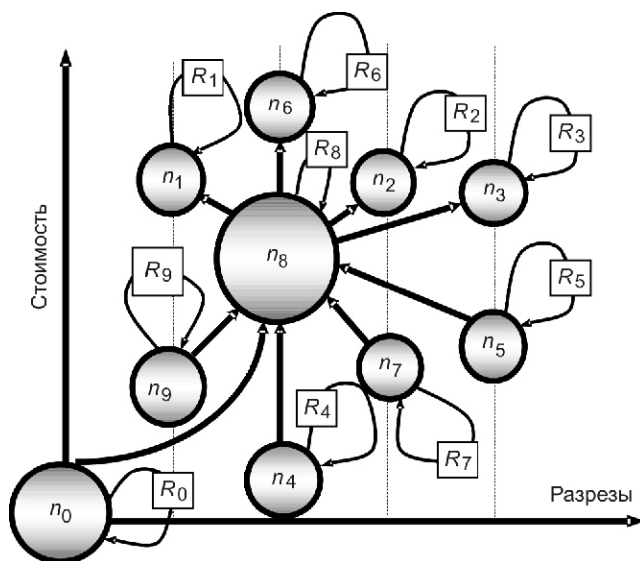 R₁
R₆
n₆
R₂
R₃
R₈
n₁
n₂
n₃
Стоимость
n₈
R₉
R₅
n₅
n₇
n₉
R₄
R₇
n₄
R₀
Разрезы
n₀